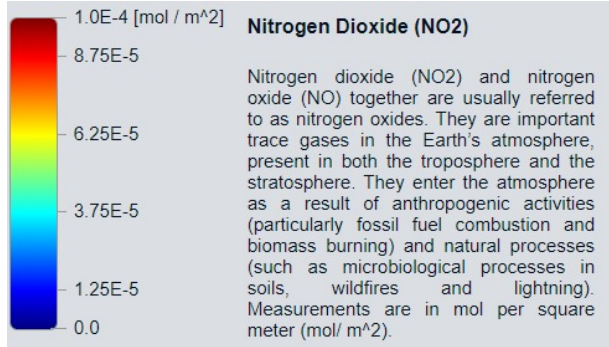 1.0E-4 [mol / m^2]
8.75E-5
6.25E-5
3.75E-5
1.25E-5
0.0
Nitrogen Dioxide (NO2)
Nitrogen dioxide (NO2) and nitrogen
oxide (NO) together are usually referred
to as nitrogen oxides. They are important
trace gases in the Earth's atmosphere,
present in both the troposphere and the
stratosphere. They enter the atmosphere
as a result of anthropogenic activities
(particularly fossil fuel combustion and
biomass burning) and natural processes
(such as microbiological processes in
soils, wildfires and lightning).
Measurements are in mol per square
meter (mol/ m^2).